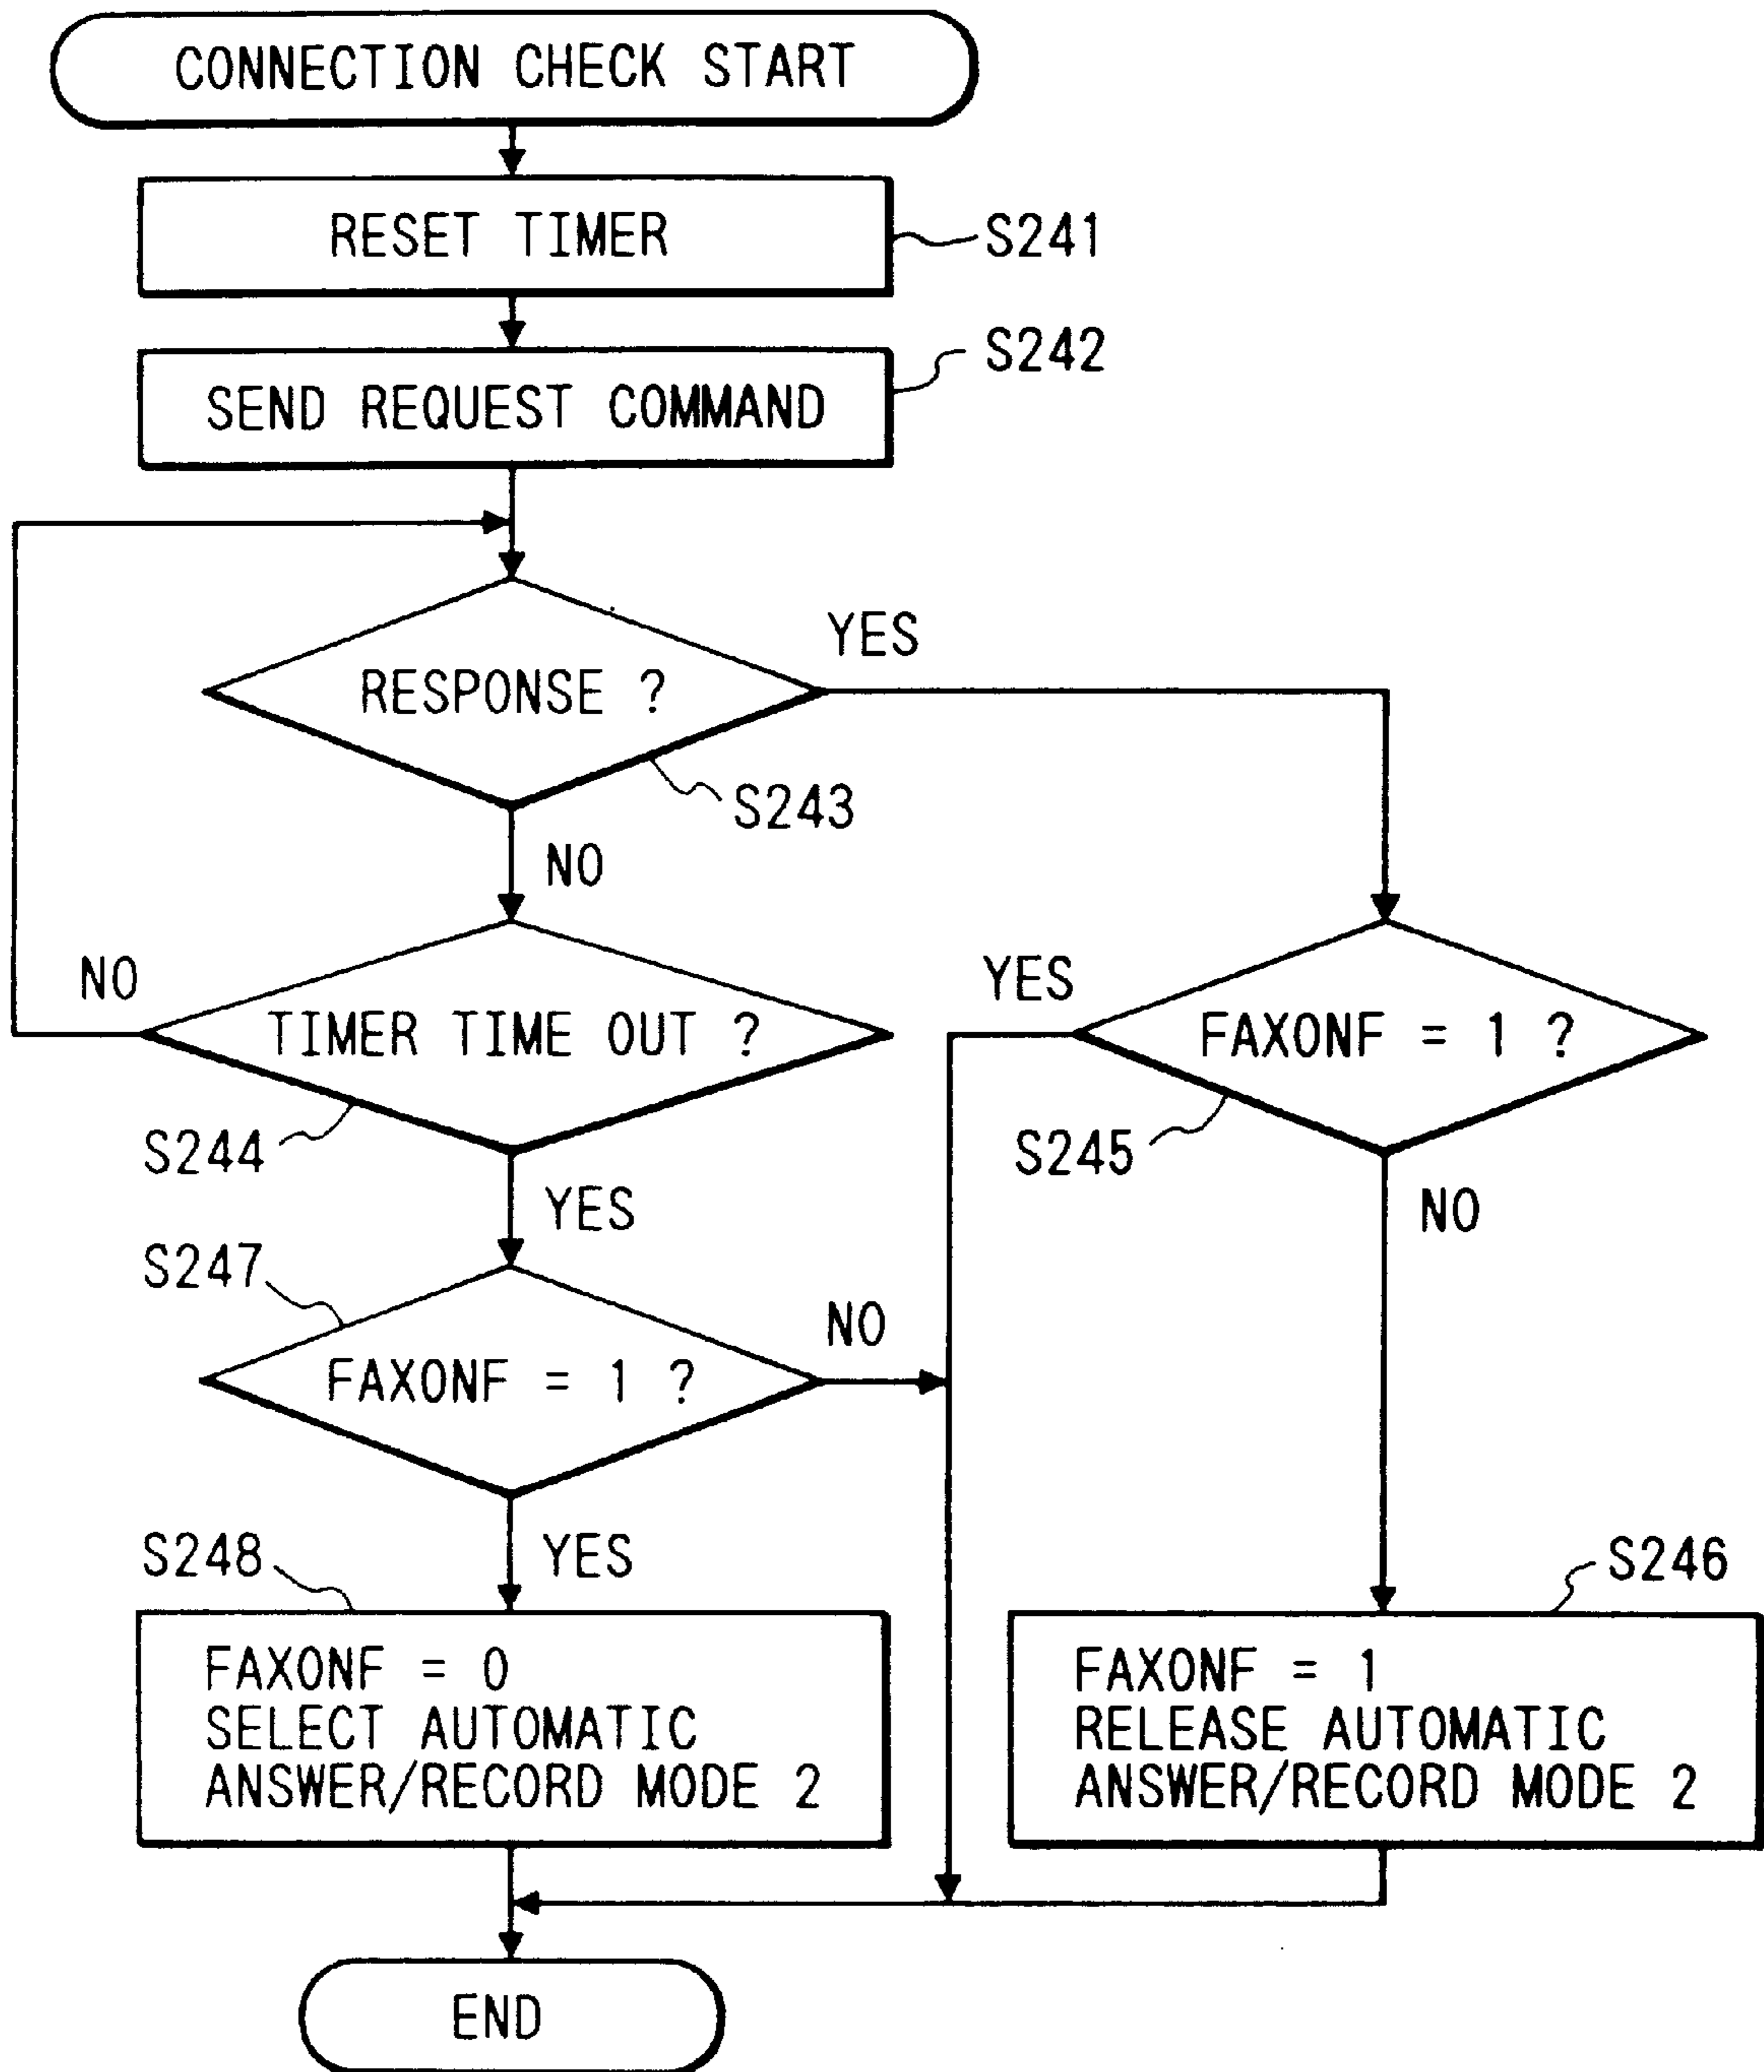 CONNECTION CHECK START
RESET TIMER
S241
SEND REQUEST COMMAND
S242
RESPONSE ?
YES
S243
NO
TIMER TIME OUT ?
NO
S244
YES
FAXONF = 1 ?
YES
S245
NO
S247
FAXONF = 1 ?
NO
YES
S248
FAXONF = 0
SELECT AUTOMATIC
ANSWER/RECORD MODE 2
S246
FAXONF = 1
RELEASE AUTOMATIC
ANSWER/RECORD MODE 2
END